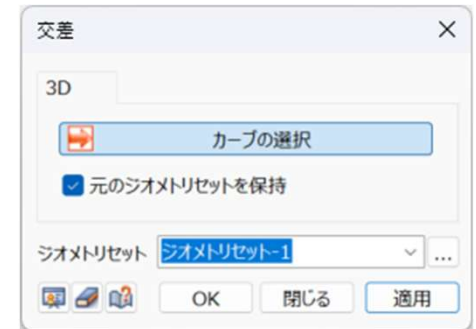 交差
3D
カーブの選択
元のジオメトリセットを保持
ジオメトリセット ジオメトリセット-1 ...
OK 閉じる 適用